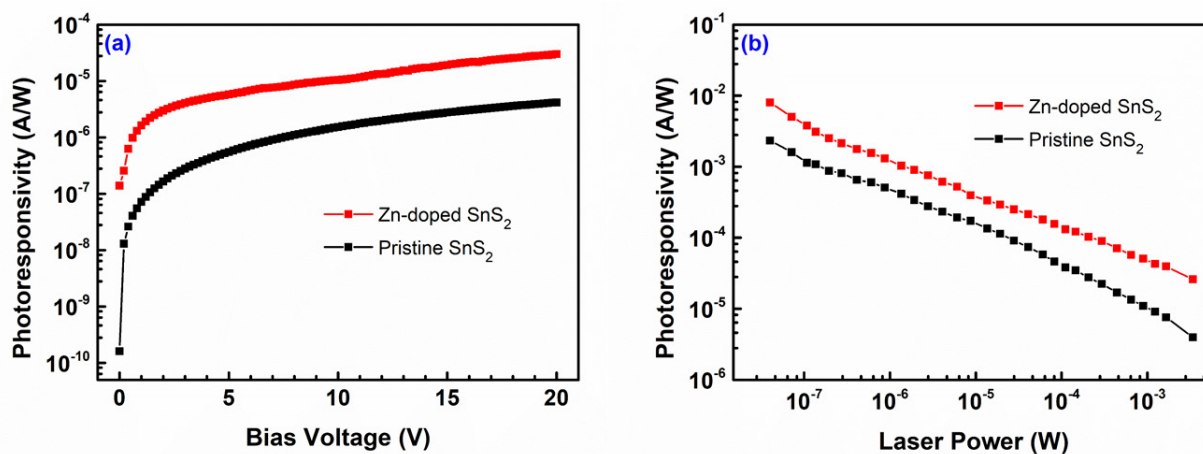 (a)
Photoresponsivity (A/W)
10⁻⁴
10⁻⁵
10⁻⁶
10⁻⁷
10⁻⁸
10⁻⁹
10⁻¹⁰
Zn-doped SnS₂
Pristine SnS₂
0 5 10 15 20
Bias Voltage (V)
(b)
Photoresponsivity (A/W)
10⁻¹
10⁻²
10⁻³
10⁻⁴
10⁻⁵
10⁻⁶
Zn-doped SnS₂
Pristine SnS₂
10⁻⁷ 10⁻⁶ 10⁻⁵ 10⁻⁴ 10⁻³
Laser Power (W)